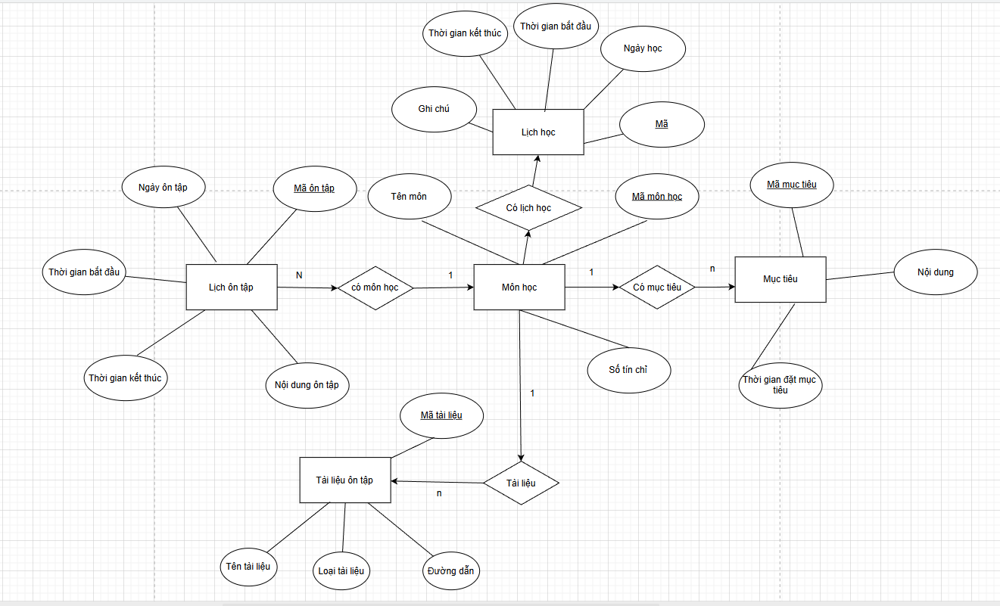 Thời gian kết thúc
Thời gian bắt đầu
Ngày học
Ghi chú
Lịch học
Mã
Ngày ôn tập
Mã ôn tập
Tên môn
Có lịch học
Mã môn học
Mã mục tiêu
Thời gian bắt đầu
Lịch ôn tập
N
có môn học
1
Môn học
1
Có mục tiêu
n
Mục tiêu
Nội dung
Thời gian kết thúc
Nội dung ôn tập
Số tín chỉ
Thời gian đặt mục
tiêu
1
Mã tài liệu
Tài liệu ôn tập
n
Tài liệu
Tên tài liệu
Loại tài liệu
Đường dẫn